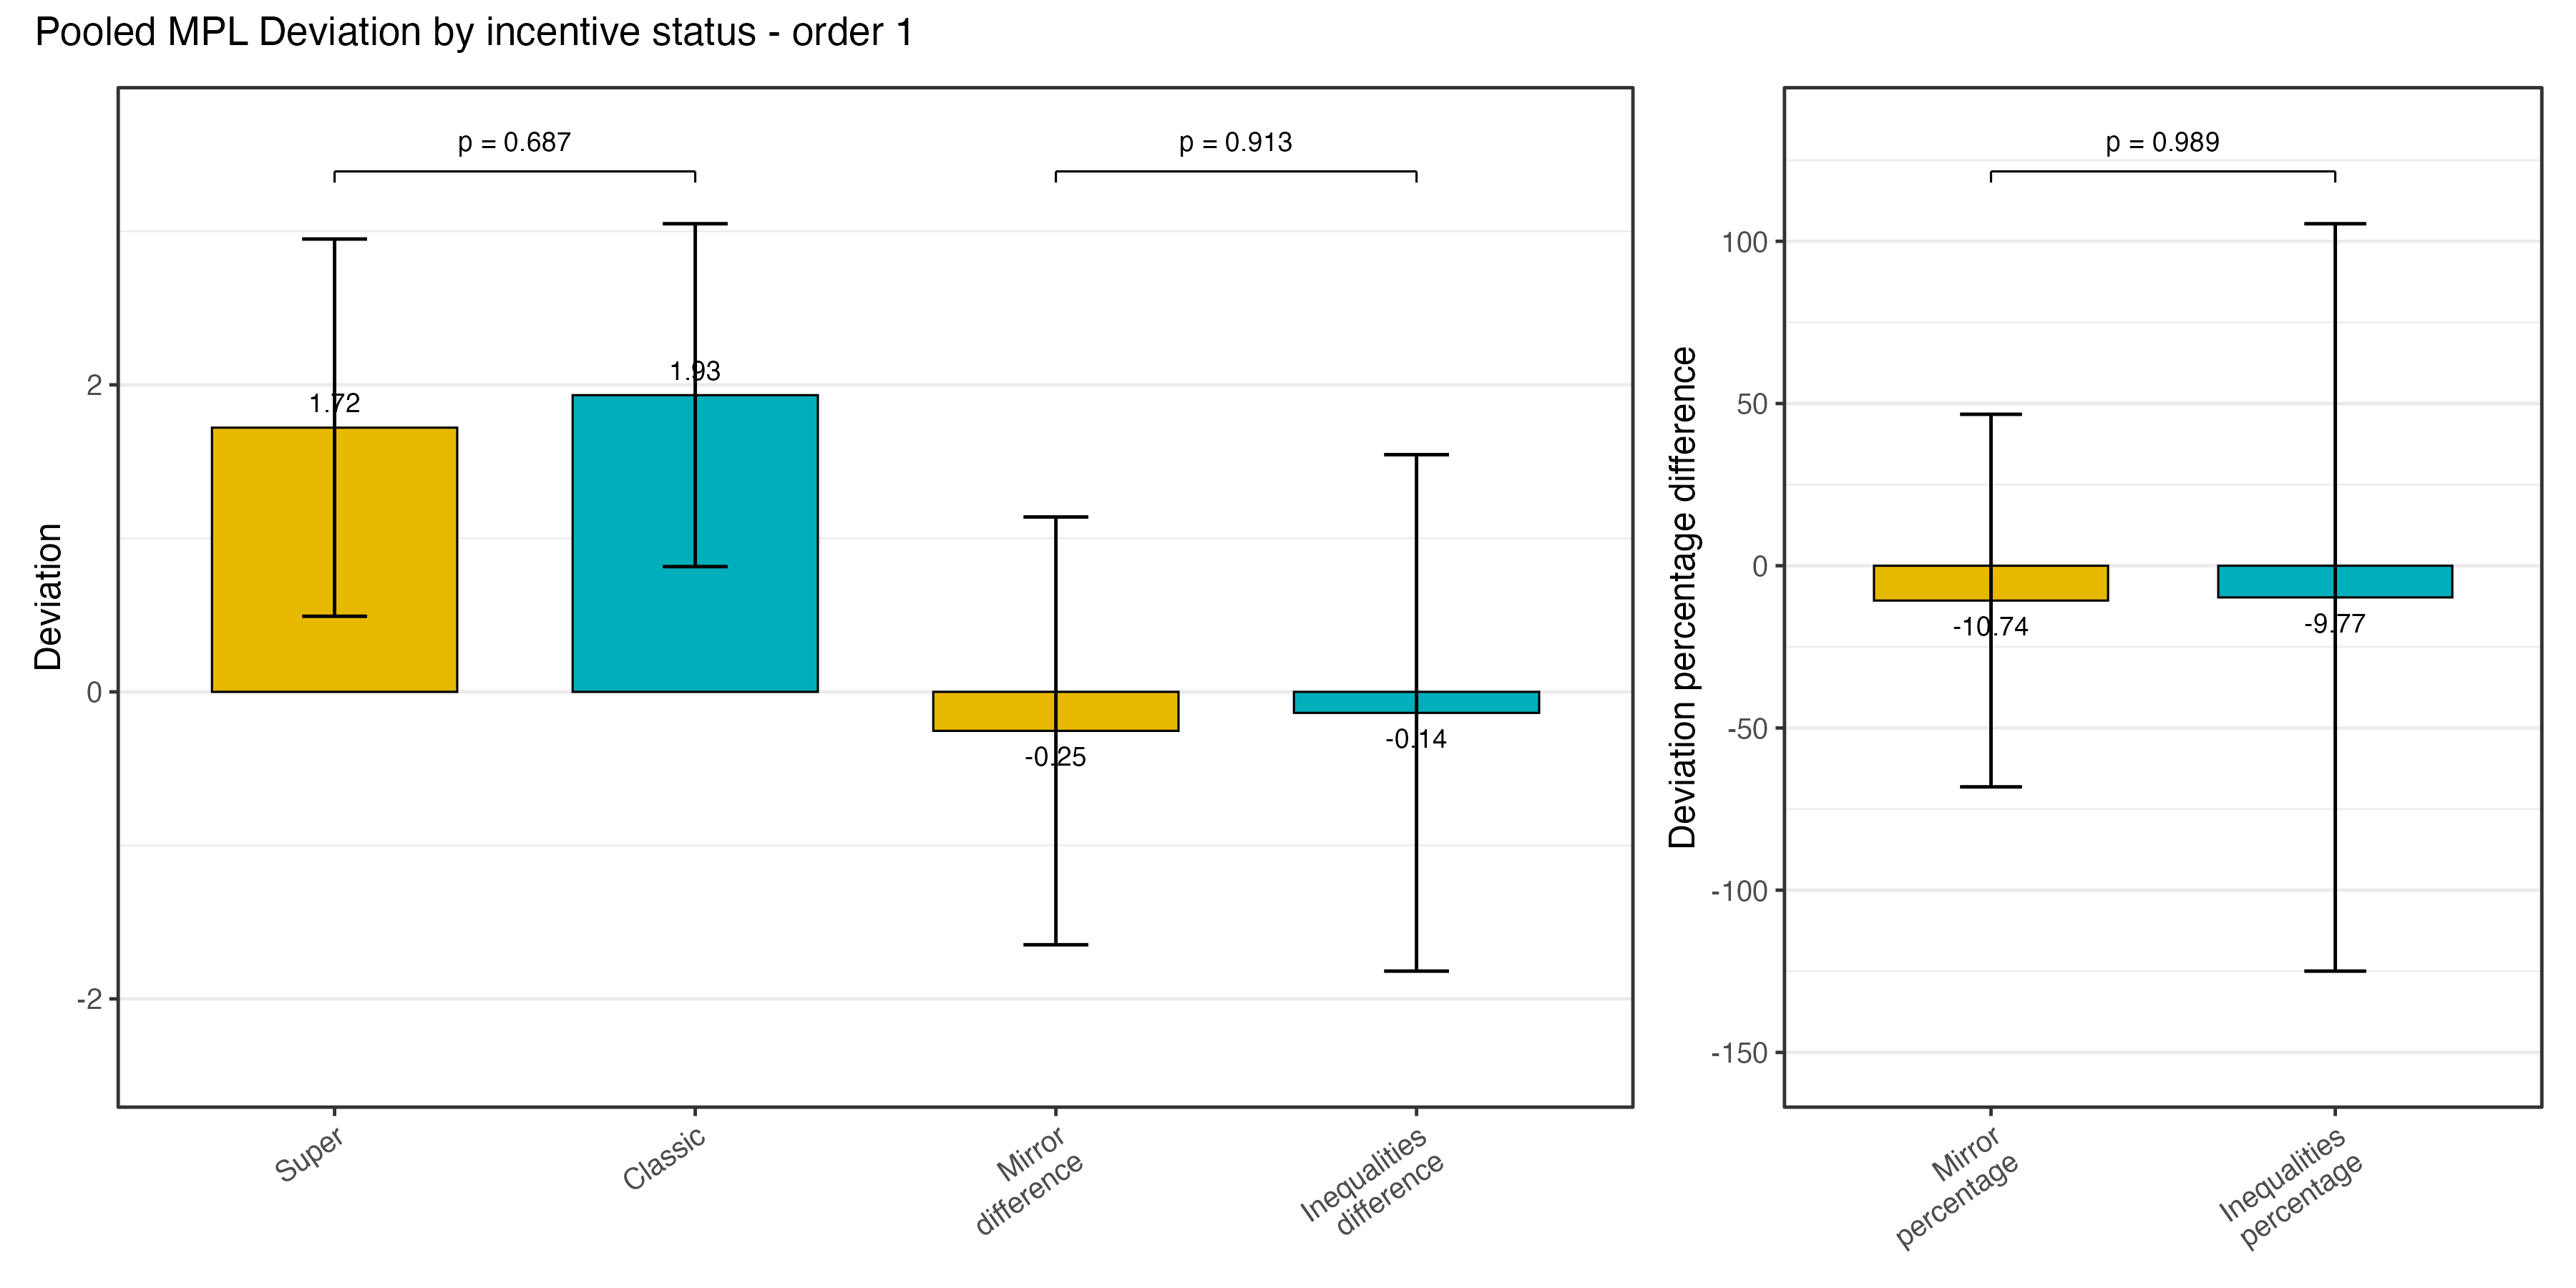 Pooled MPL Deviation by incentive status - order 1
Deviation
2
0
-2
p = 0.687
p = 0.913
1.72
1.93
-0.25
-0.14
Super
Classic
Mirror
difference
Inequalities
difference
Deviation percentage difference
100
50
0
-50
-100
-150
p = 0.989
-10.74
-9.77
Mirror
percentage
Inequalities
percentage